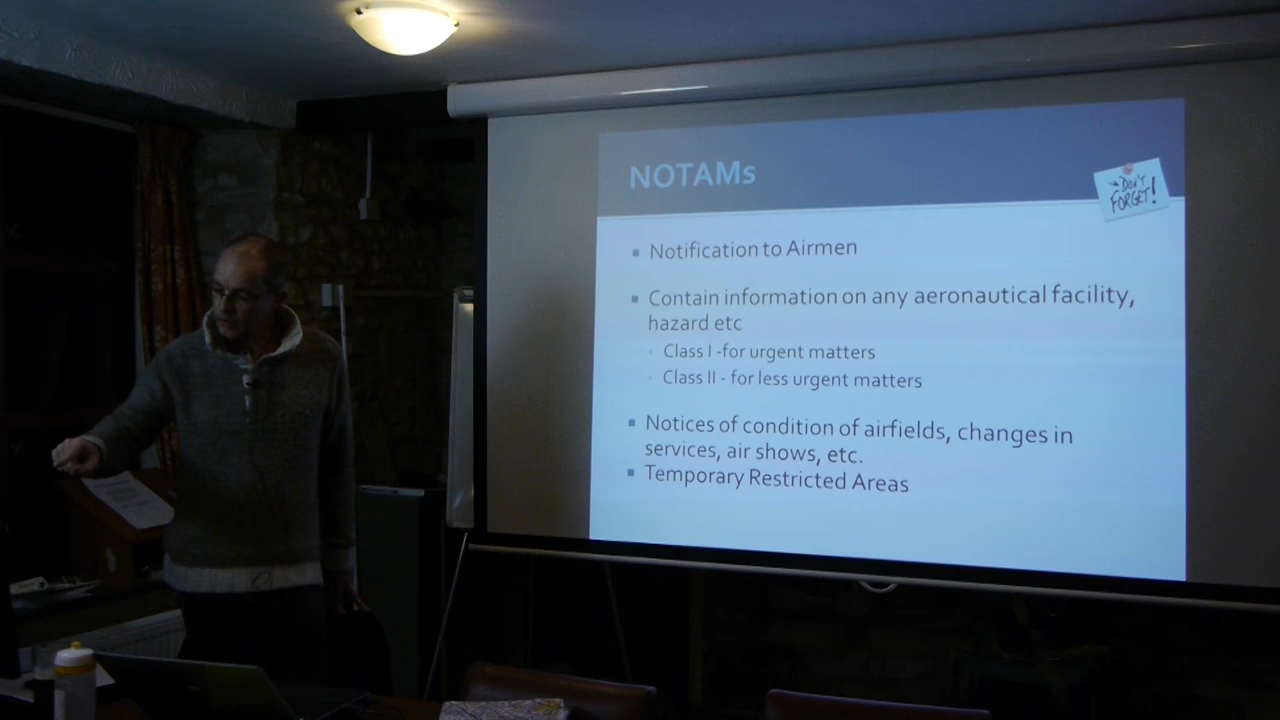 NOTAMs
DON'T
FORGET!
Notification to Airmen
Contain information on any aeronautical facility,
hazard etc
Class I -for urgent matters
Class II - for less urgent matters
Notices of condition of airfields, changes in
services, air shows, etc.
Temporary Restricted Areas